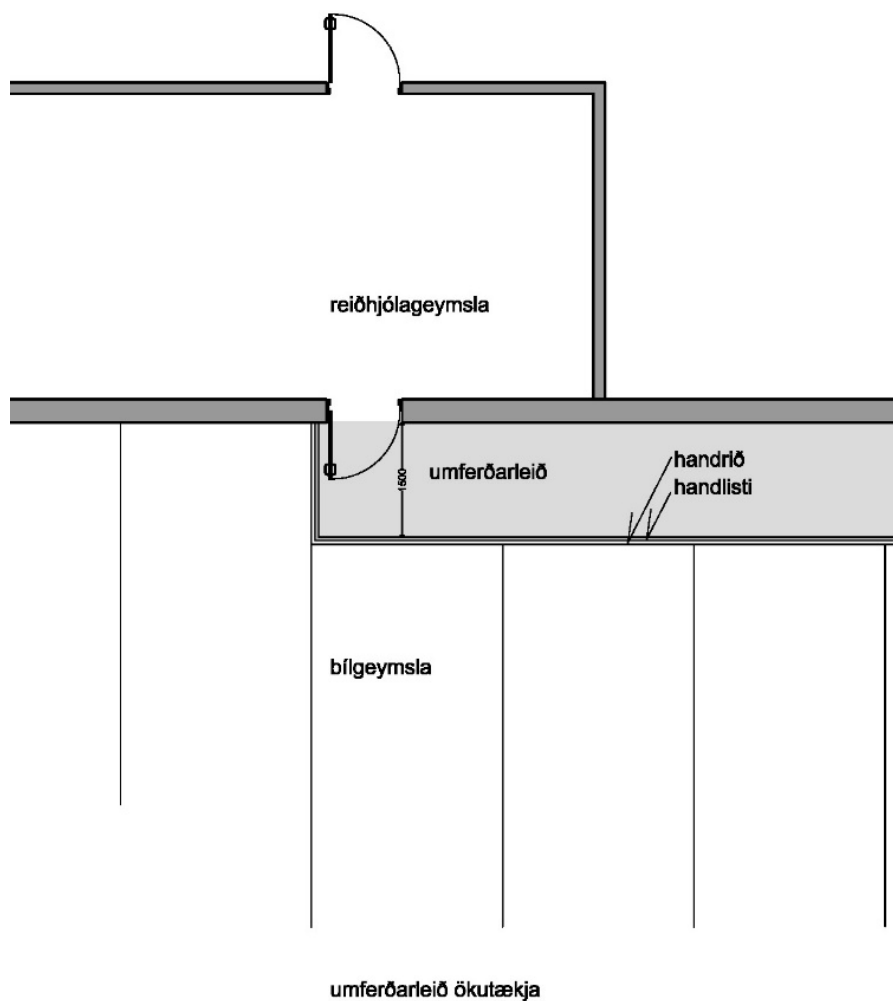 reiðhjólageymsla
handrið
umferðarleið
handlisti
1500
bílgeymsla
umferðarleið ökutækja